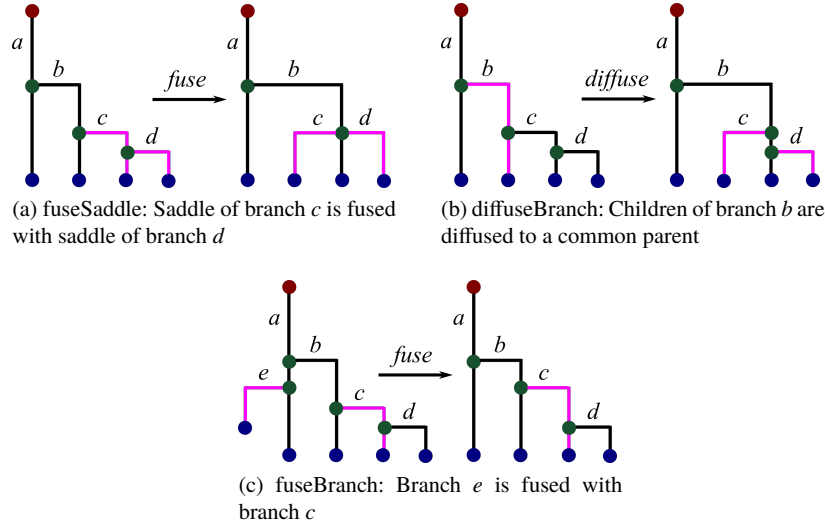 a
b
c
d
fuse
a
b
c
d
(a) fuseSaddle: Saddle of branch c is fused
with saddle of branch d
a
b
c
d
diffuse
a
b
c
d
(b) diffuseBranch: Children of branch b are
diffused to a common parent
a
b
e
c
d
fuse
a
b
c
d
(c) fuseBranch: Branch e is fused with
branch c